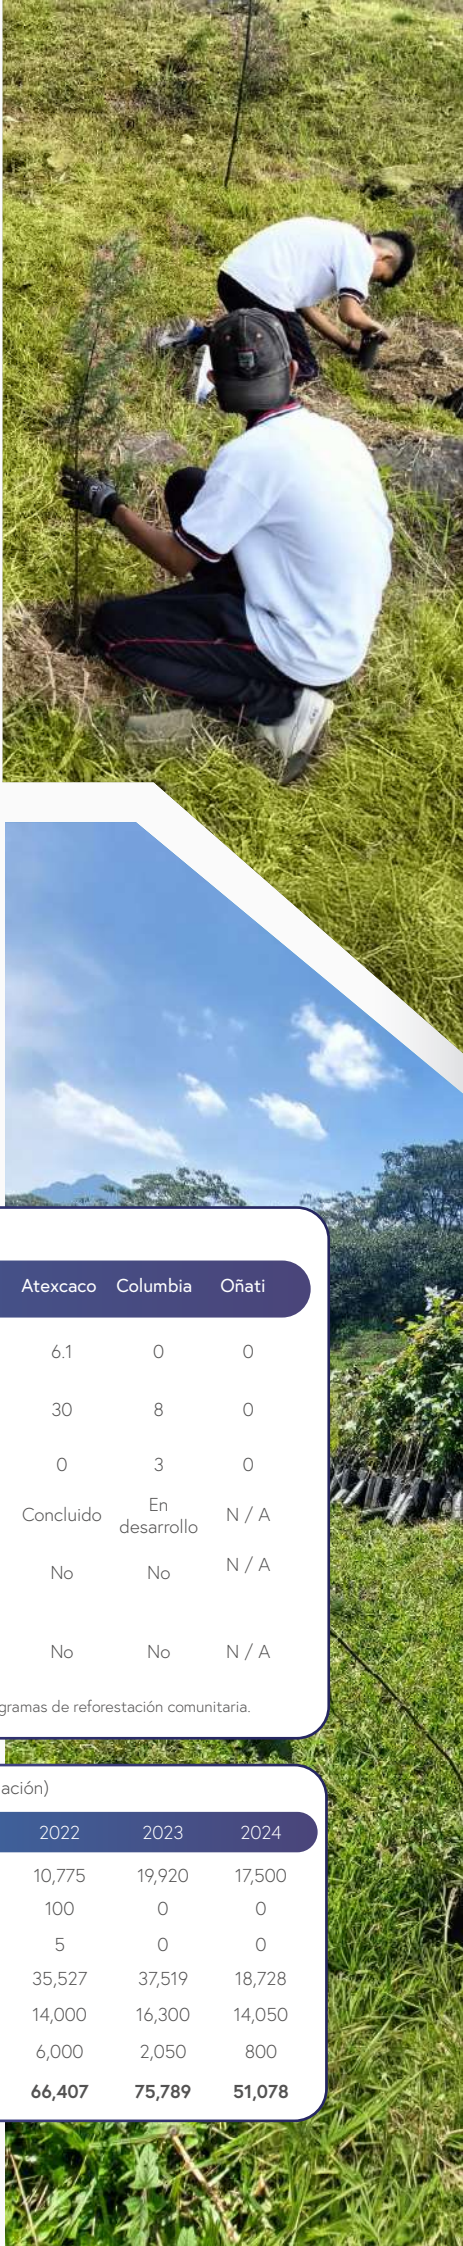 Atexcaco Columbia Oñati
6.1 0 0
30 8 0
0 3 0
Concluido En desarrollo N / A
No No N / A
No No N / A
gramas de reforestación comunitaria.
ación)
2022 2023 2024
10,775 19,920 17,500
100 0 0
5 0 0
35,527 37,519 18,728
14,000 16,300 14,050
6,000 2,050 800
66,407 75,789 51,078